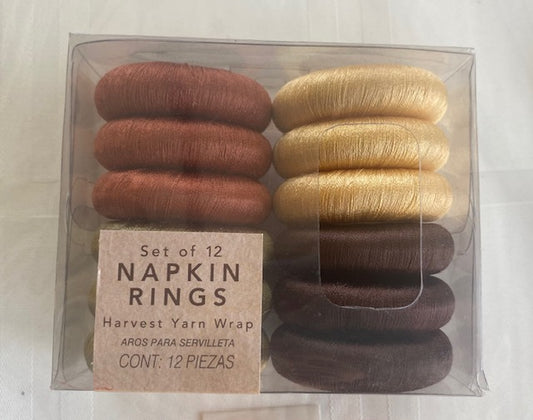 Set of 12
NAPKIN
RINGS
Harvest Yarn Wrap
AROS PARA SERVILLETA
CONT: 12 PIEZAS